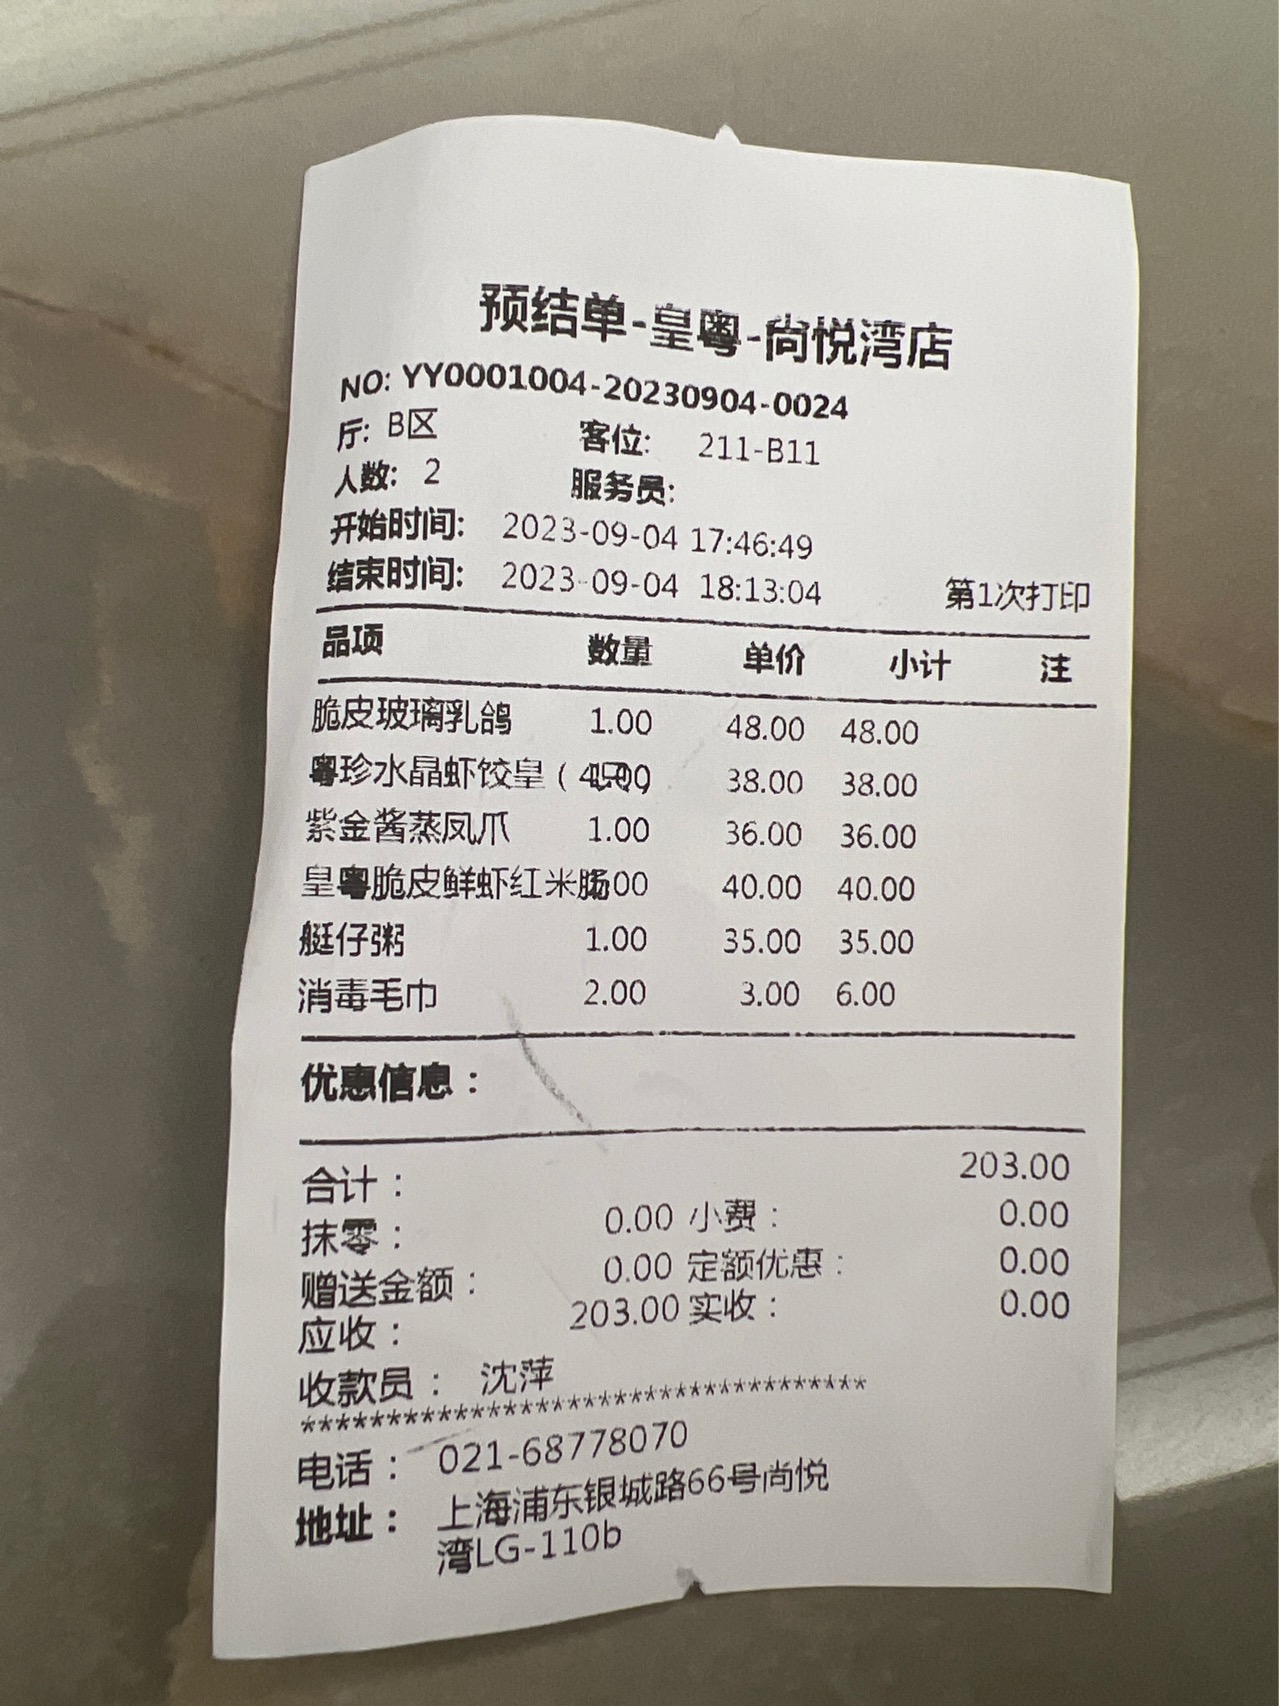 预结单-皇粤-尚悦湾店
NO: YY0001004-20230904-0024
厅: B区 客位: 211-B11
人数: 2 服务员:
开始时间: 2023-09-04 17:46:49
结束时间: 2023-09-04 18:13:04 第1次打印
品项 数量 单价 小计 注
脆皮玻璃乳鸽 1.00 48.00 48.00
粤珍水晶虾饺皇（4只） 1.00 38.00 38.00
紫金酱蒸凤爪 1.00 36.00 36.00
皇粤脆皮鲜虾红米肠 1.00 40.00 40.00
艇仔粥 1.00 35.00 35.00
消毒毛巾 2.00 3.00 6.00
优惠信息：
合计： 203.00
抹零： 0.00 小费： 0.00
赠送金额： 0.00 定额优惠： 0.00
应收： 203.00 实收： 0.00
收款员： 沈萍
**********************************
电话： 021-68778070
地址： 上海浦东银城路66号尚悦
湾LG-110b